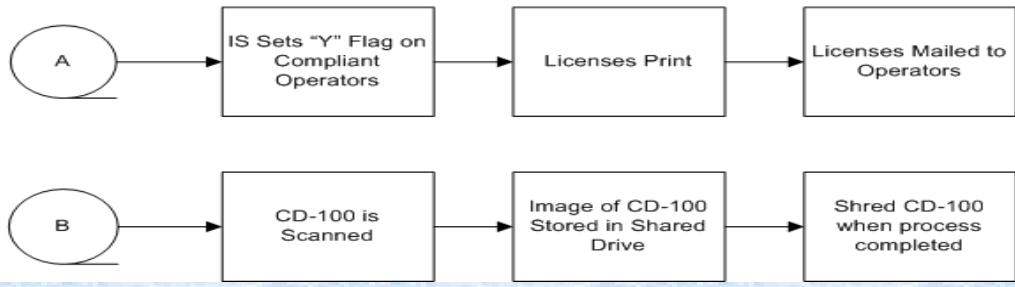 A
IS Sets “Y” Flag on
Compliant
Operators
Licenses Print
Licenses Mailed to
Operators
B
CD-100 is
Scanned
Image of CD-100
Stored in Shared
Drive
Shred CD-100
when process
completed